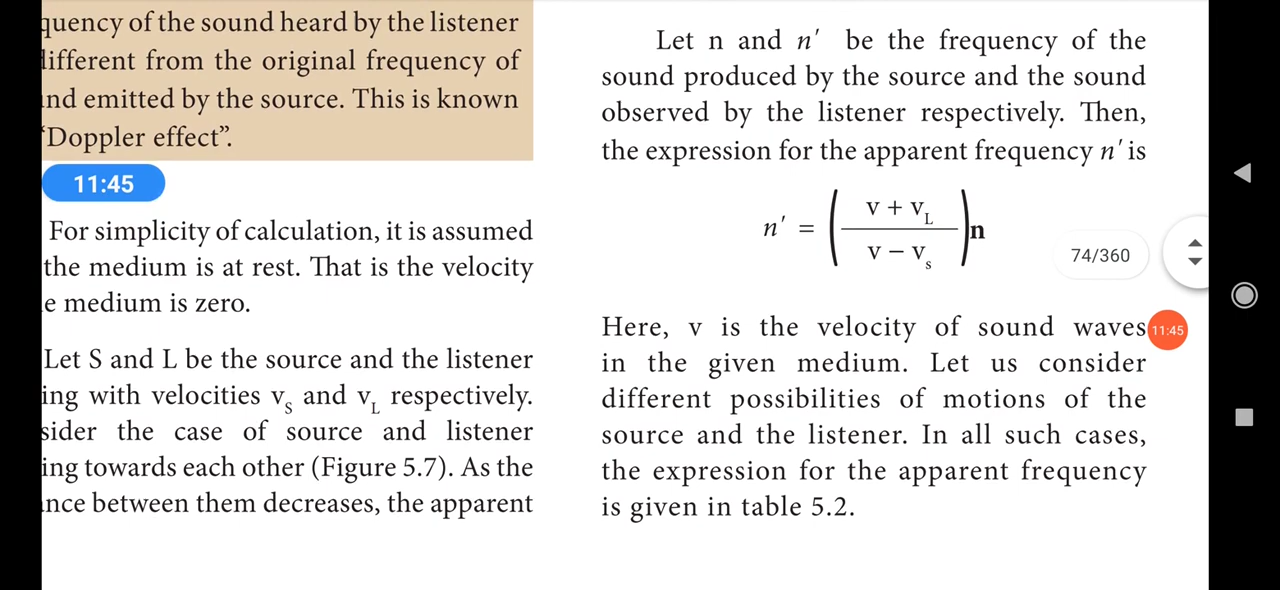 quency of the sound heard by the listener
different from the original frequency of
nd emitted by the source. This is known
“Doppler effect”.
11:45
For simplicity of calculation, it is assumed
the medium is at rest. That is the velocity
e medium is zero.
Let S and L be the source and the listener
ing with velocities v_S and v_L respectively.
sider the case of source and listener
ing towards each other (Figure 5.7). As the
nce between them decreases, the apparent
Let n and n′ be the frequency of the
sound produced by the source and the sound
observed by the listener respectively. Then,
the expression for the apparent frequency n′ is
n′ = ( (v + v_L) / (v − v_s) ) n
74/360
Here, v is the velocity of sound waves
11:45
in the given medium. Let us consider
different possibilities of motions of the
source and the listener. In all such cases,
the expression for the apparent frequency
is given in table 5.2.